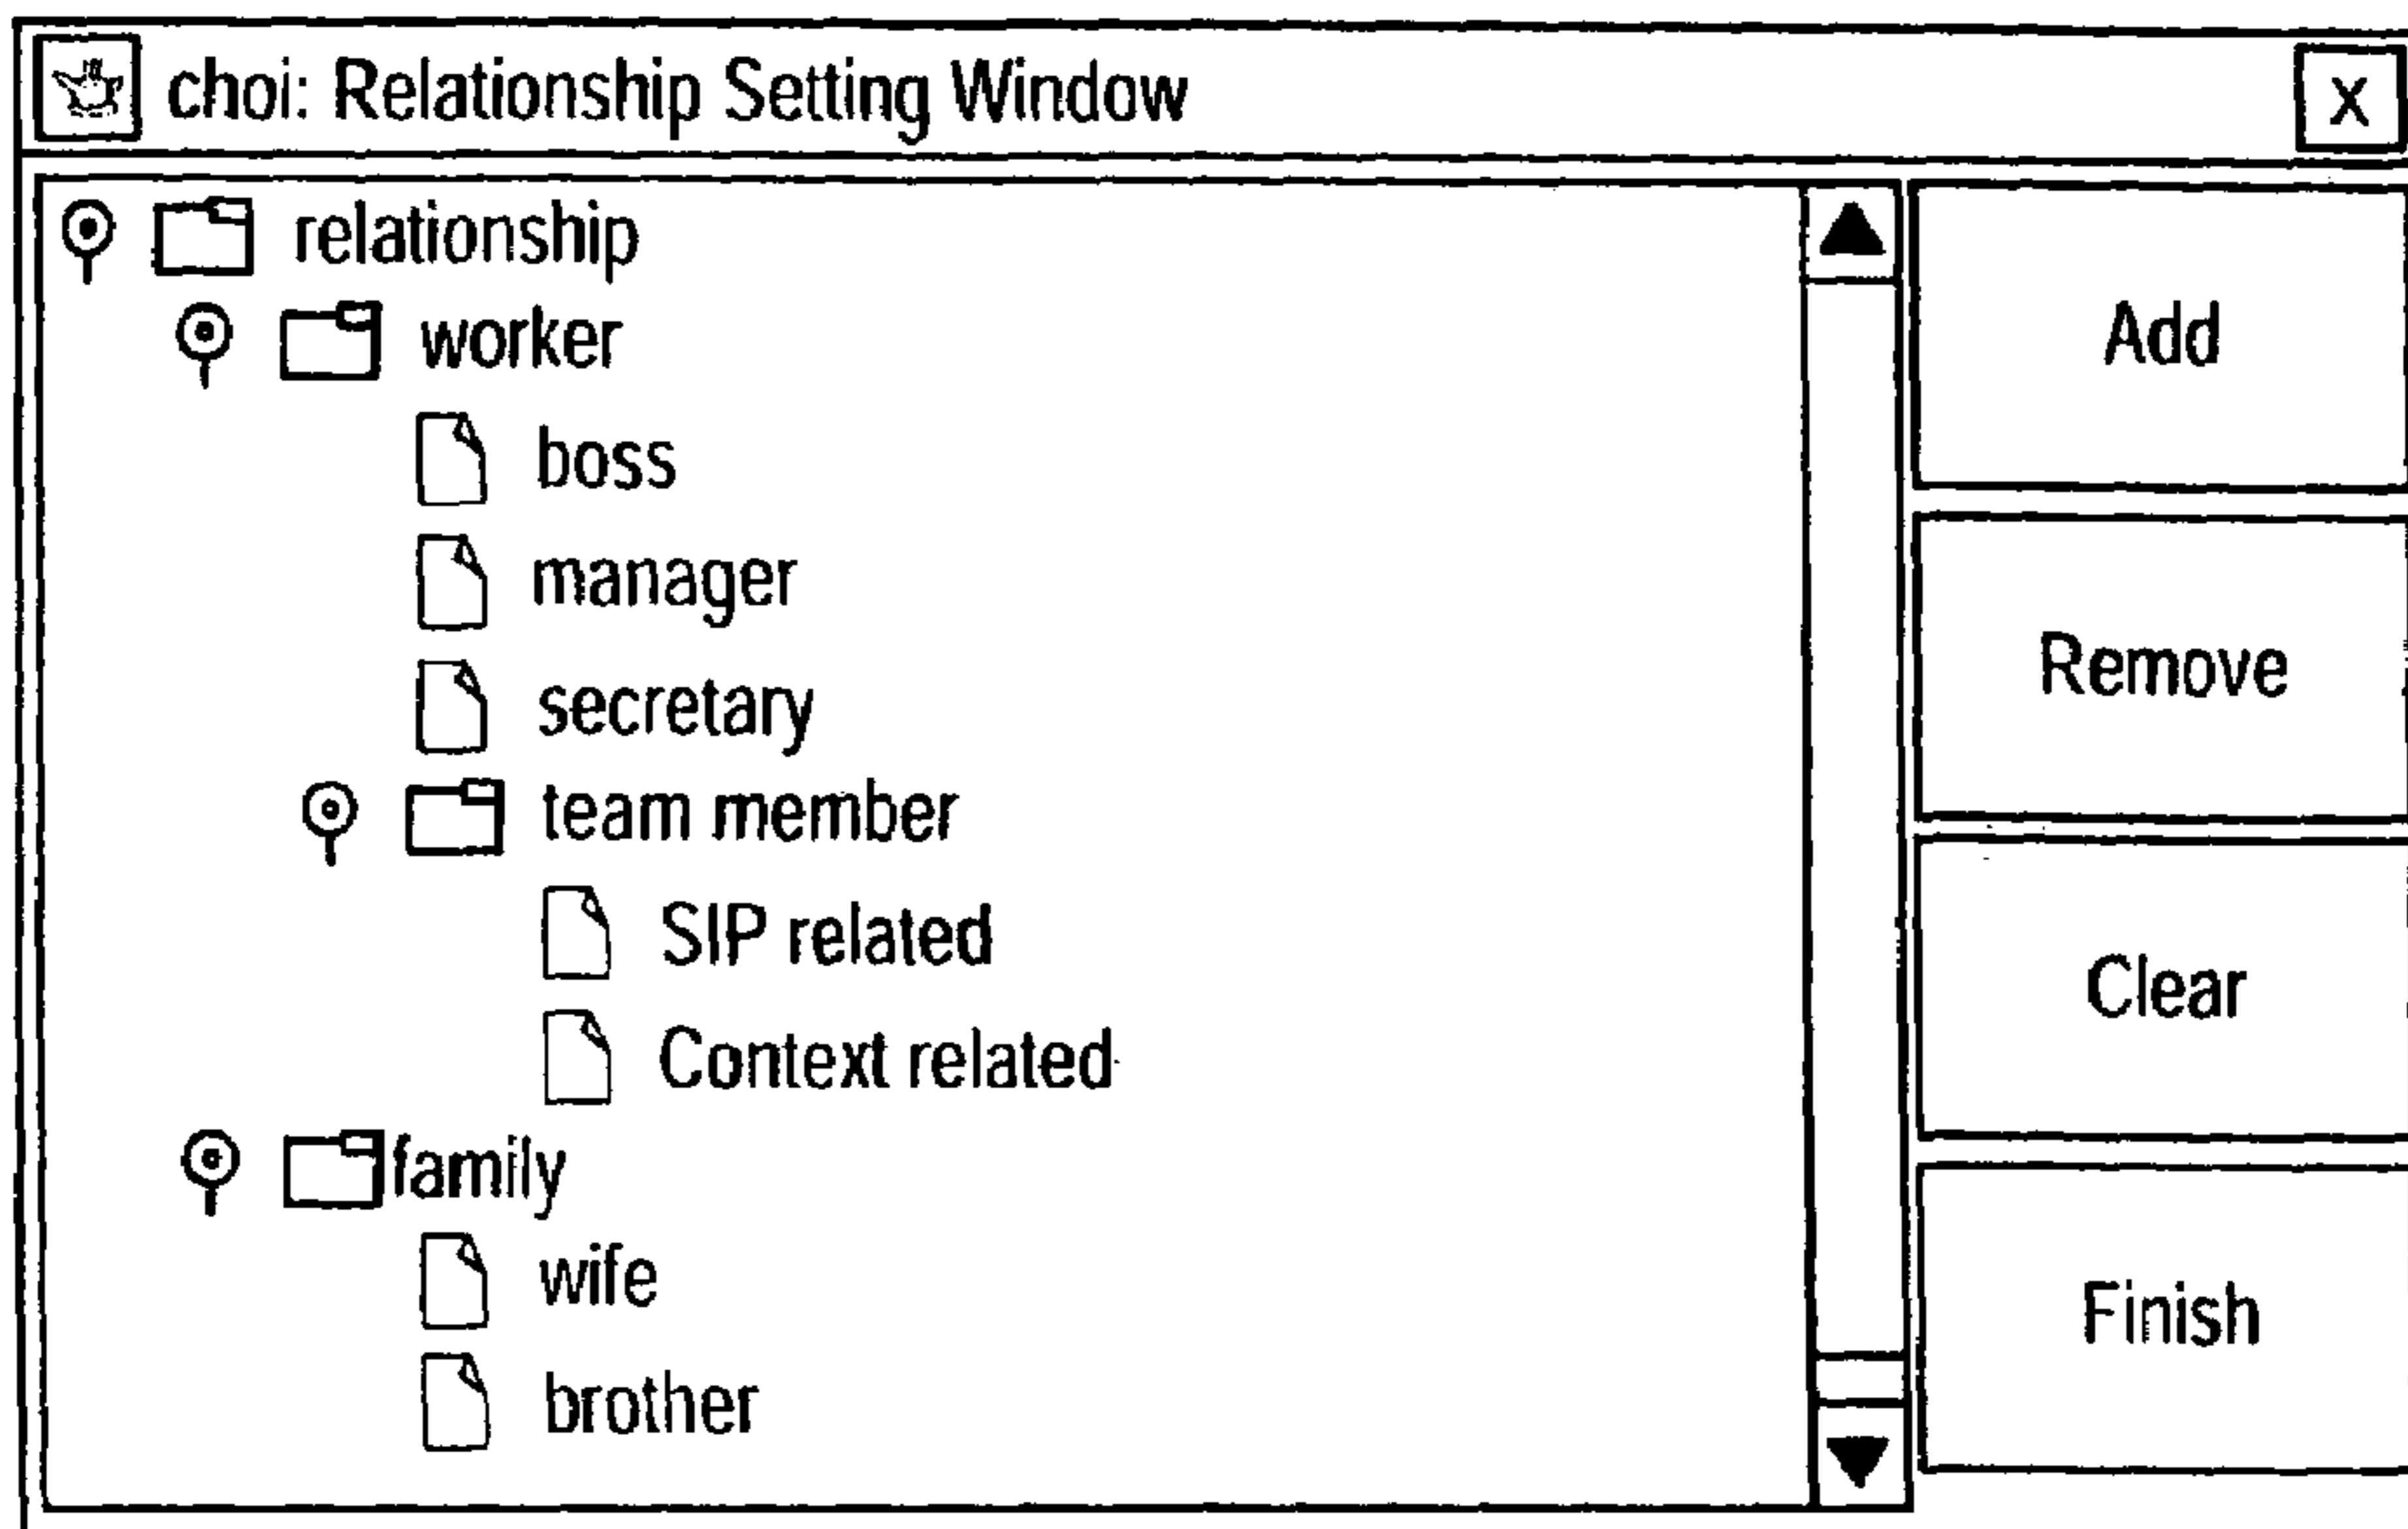 choi: Relationship Setting Window
X
relationship
worker
boss
manager
secretary
team member
SIP related
Context related
family
wife
brother
Add
Remove
Clear
Finish